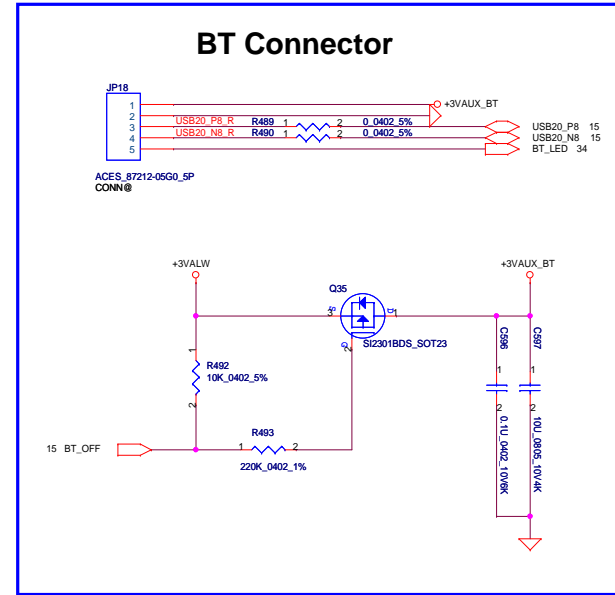 BT Connector
JP18
1
2
3
4
5
+3VAUX_BT
USB20_P8_R R489 1 2 0_0402_5% USB20_P8 15
USB20_N8_R R490 1 2 0_0402_5% USB20_N8 15
BT_LED 34
ACES_87212-05G0_5P
CONN@
+3VALW
+3VAUX_BT
Q35
S
3
D
1
G
2
SI2301BDS_SOT23
1
R492
10K_0402_5%
2
15 BT_OFF
R493
1 2
220K_0402_1%
C596
1
2
0.1U_0402_10V6K
C597
1
2
10U_0805_10V4K